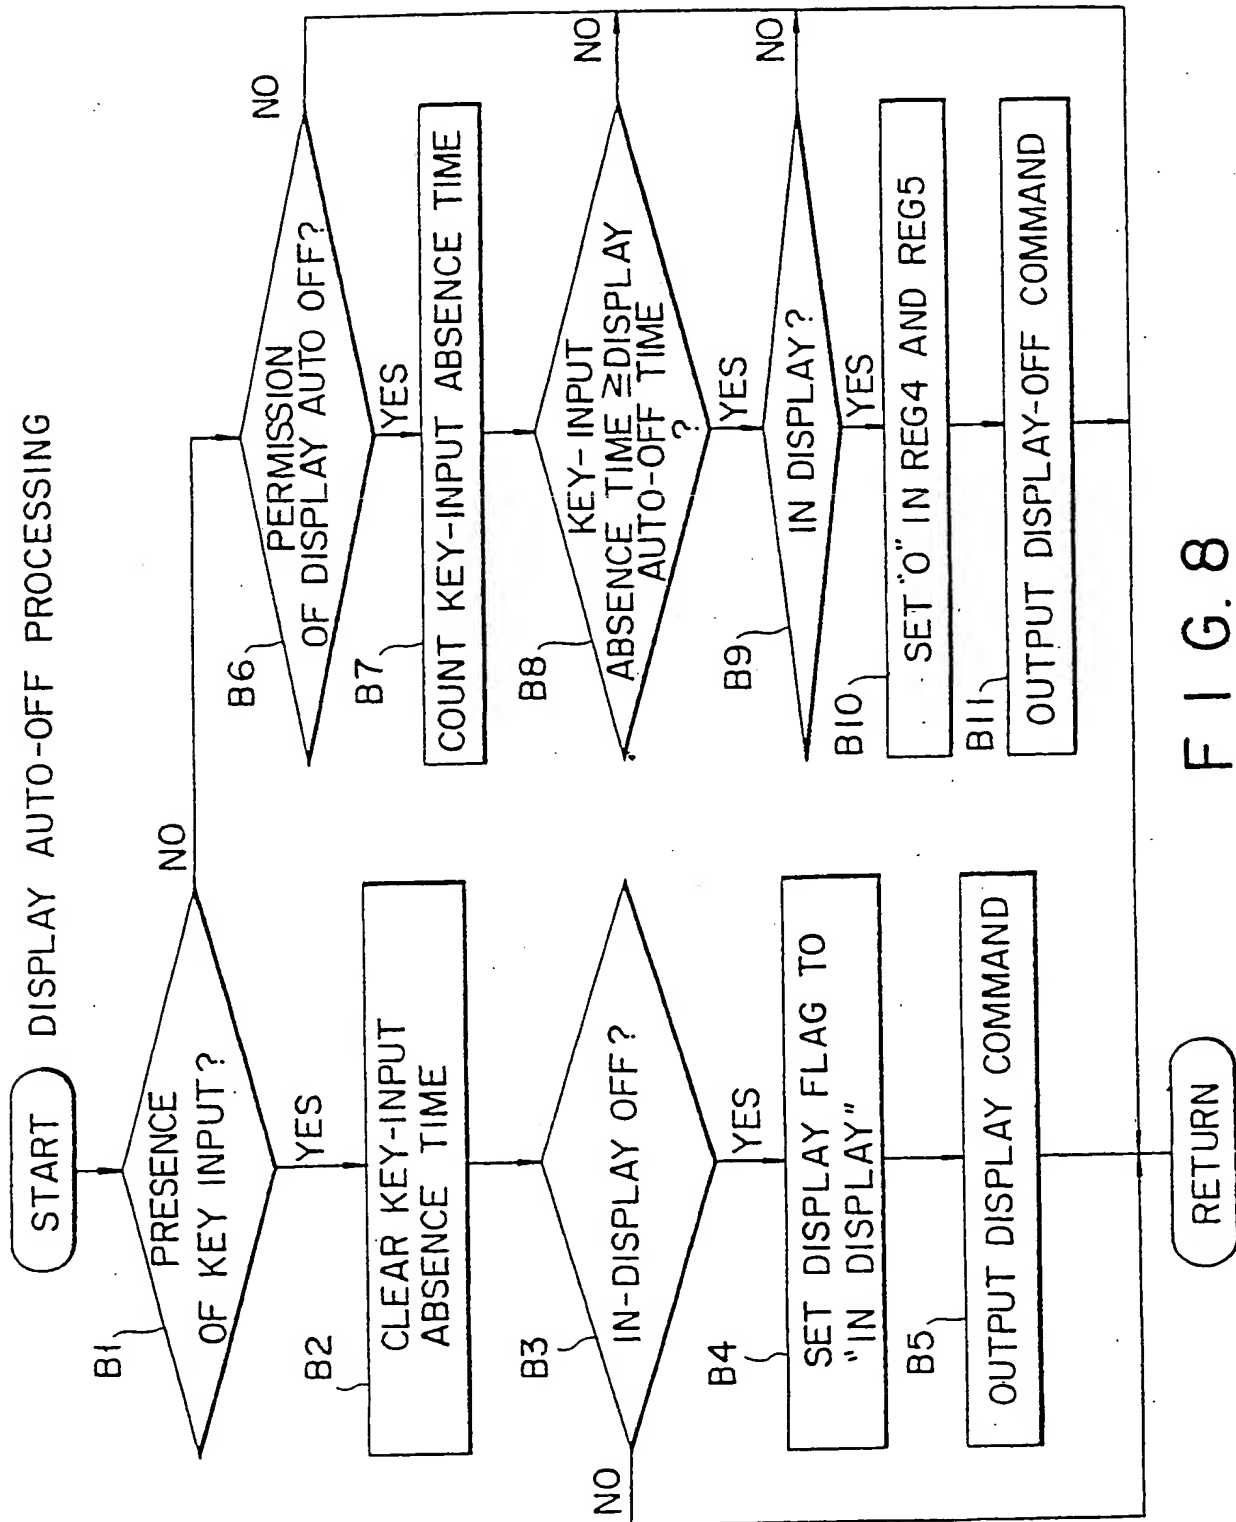 DISPLAY AUTO-OFF PROCESSING
START
B1
PRESENCE
OF KEY INPUT?
NO
YES
B2
CLEAR KEY-INPUT
ABSENCE TIME
B3
IN-DISPLAY OFF?
NO
YES
B4
SET DISPLAY FLAG TO
"IN DISPLAY"
B5
OUTPUT DISPLAY COMMAND
RETURN
B6
PERMISSION
OF DISPLAY AUTO OFF?
NO
YES
B7
COUNT KEY-INPUT ABSENCE TIME
B8
KEY-INPUT
ABSENCE TIME ≧DISPLAY
AUTO-OFF TIME
?
NO
YES
B9
IN DISPLAY?
NO
YES
B10
SET "0" IN REG4 AND REG5
B11
OUTPUT DISPLAY-OFF COMMAND
FIG. 8